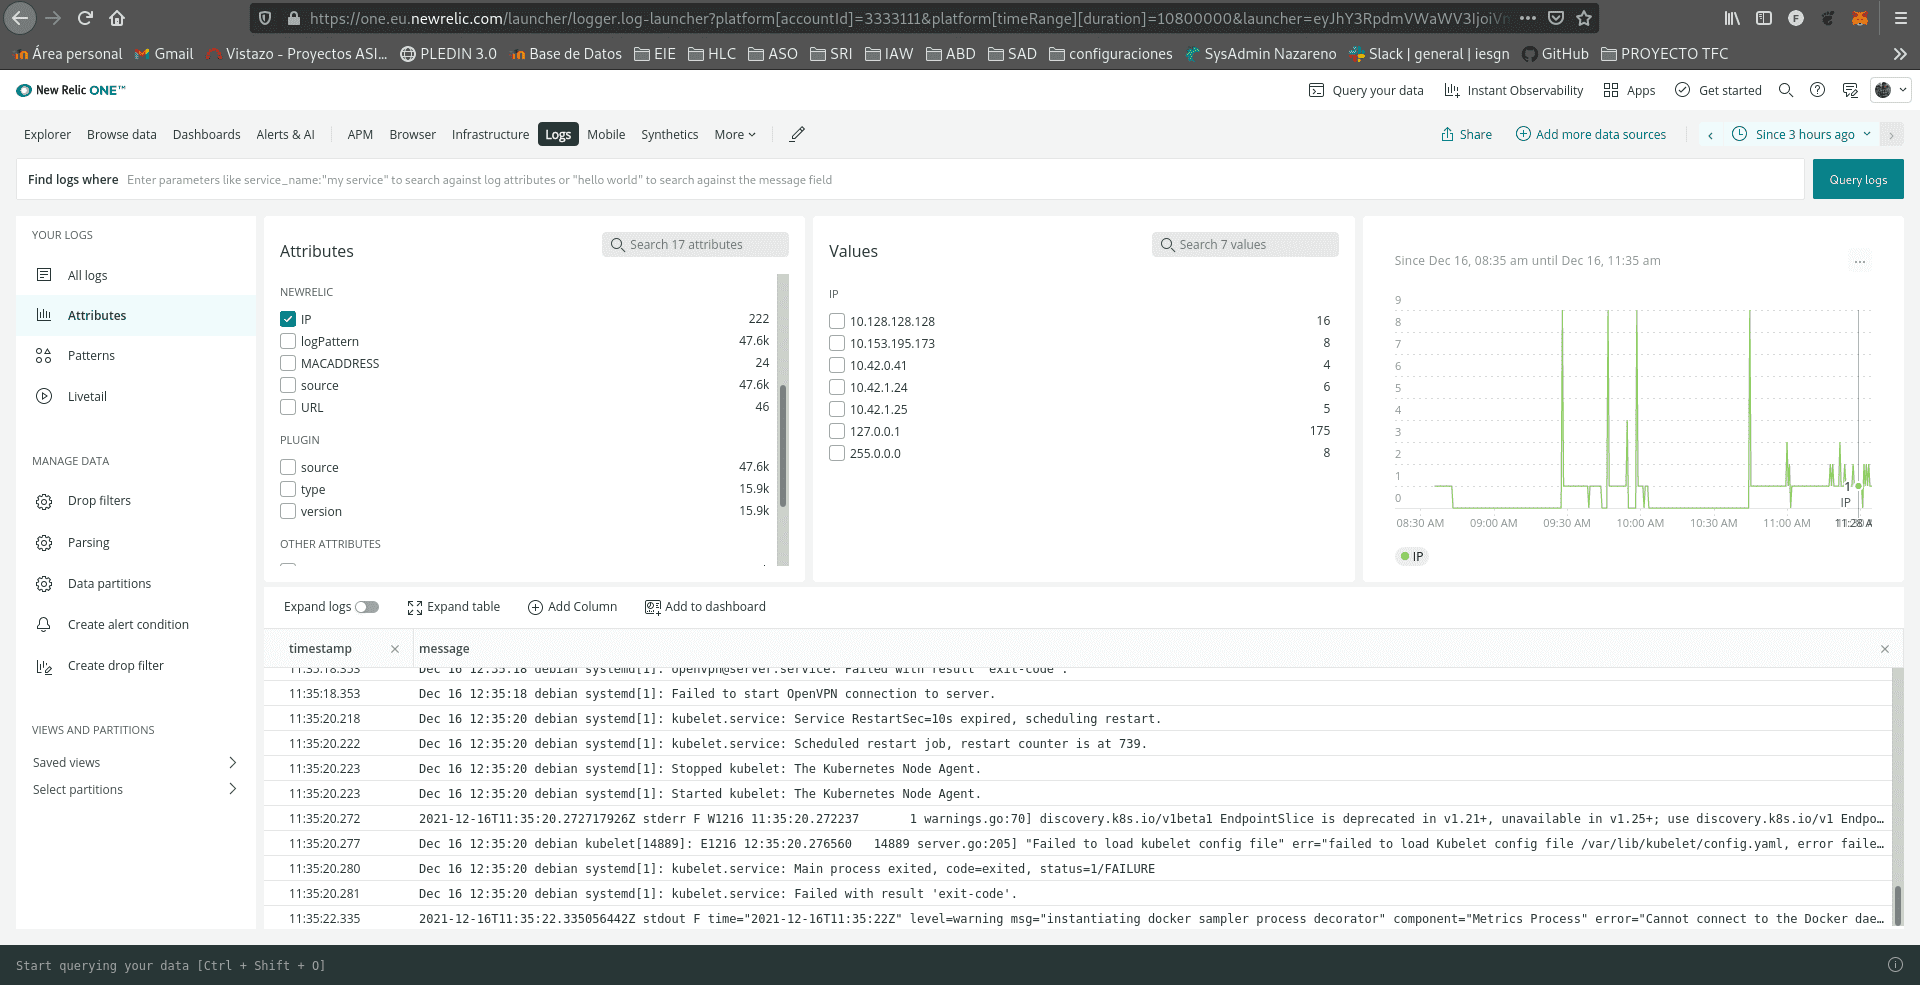 https://one.eu.newrelic.com/launcher/logger.log-launcher?platform[accountId]=3333111&platform[timeRange][duration]=10800000&launcher=eyJhY3RpdmVWaWV3IjoiVm
Área personal Gmail Vistazo - Proyectos ASI... PLEDIN 3.0 Base de Datos EIE HLC ASO SRI IAW ABD SAD configuraciones SysAdmin Nazareno Slack | general | iesgn GitHub PROYECTO TFC
New Relic ONE™ Query your data Instant Observability Apps Get started
Explorer Browse data Dashboards Alerts & AI APM Browser Infrastructure Logs Mobile Synthetics More Share Add more data sources Since 3 hours ago
Find logs where Enter parameters like service_name:"my service" to search against log attributes or "hello world" to search against the message field Query logs
YOUR LOGS
All logs
Attributes
Patterns
Livetail
MANAGE DATA
Drop filters
Parsing
Data partitions
Create alert condition
Create drop filter
VIEWS AND PARTITIONS
Saved views
Select partitions
Attributes Search 17 attributes
NEWRELIC
IP 222
logPattern 47.6k
MACADDRESS 24
source 47.6k
URL 46
PLUGIN
source 47.6k
type 15.9k
version 15.9k
OTHER ATTRIBUTES
Values Search 7 values
IP
10.128.128.128 16
10.153.195.173 8
10.42.0.41 4
10.42.1.24 6
10.42.1.25 5
127.0.0.1 175
255.0.0.0 8
Since Dec 16, 08:35 am until Dec 16, 11:35 am ...
9
8
7
6
5
4
3
2
1
0
1
IP
08:30 AM 09:00 AM 09:30 AM 10:00 AM 10:30 AM 11:00 AM
IP
Expand logs Expand table Add Column Add to dashboard
timestamp message
11:35:18.353 Dec 16 12:35:18 debian systemd[1]: openvpn@server.service: Failed with result 'exit-code'.
11:35:18.353 Dec 16 12:35:18 debian systemd[1]: Failed to start OpenVPN connection to server.
11:35:20.218 Dec 16 12:35:20 debian systemd[1]: kubelet.service: Service RestartSec=10s expired, scheduling restart.
11:35:20.222 Dec 16 12:35:20 debian systemd[1]: kubelet.service: Scheduled restart job, restart counter is at 739.
11:35:20.223 Dec 16 12:35:20 debian systemd[1]: Stopped kubelet: The Kubernetes Node Agent.
11:35:20.223 Dec 16 12:35:20 debian systemd[1]: Started kubelet: The Kubernetes Node Agent.
11:35:20.272 2021-12-16T11:35:20.272717926Z stderr F W1216 11:35:20.272237 1 warnings.go:70] discovery.k8s.io/v1beta1 EndpointSlice is deprecated in v1.21+, unavailable in v1.25+; use discovery.k8s.io/v1 Endpo…
11:35:20.277 Dec 16 12:35:20 debian kubelet[14889]: E1216 12:35:20.276560 14889 server.go:205] "Failed to load kubelet config file" err="failed to load Kubelet config file /var/lib/kubelet/config.yaml, error faile…
11:35:20.280 Dec 16 12:35:20 debian systemd[1]: kubelet.service: Main process exited, code=exited, status=1/FAILURE
11:35:20.281 Dec 16 12:35:20 debian systemd[1]: kubelet.service: Failed with result 'exit-code'.
11:35:22.335 2021-12-16T11:35:22.335056442Z stdout F time="2021-12-16T11:35:22Z" level=warning msg="instantiating docker sampler process decorator" component="Metrics Process" error="Cannot connect to the Docker dae…
Start querying your data [Ctrl + Shift + O]